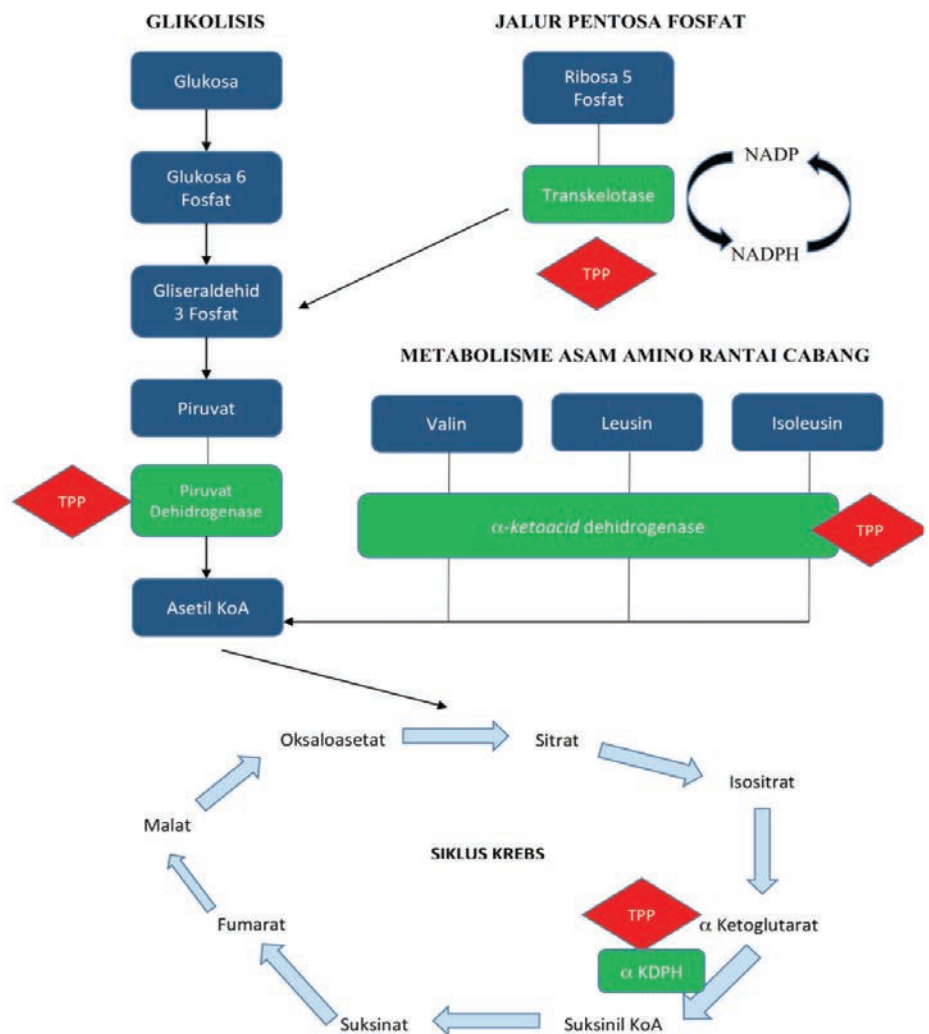 GLIKOLISIS
Glukosa
Glukosa 6
Fosfat
Gliseraldehid
3 Fosfat
Piruvat
TPP
Piruvat
Dehidrogenase
Asetil KoA
JALUR PENTOSA FOSFAT
Ribosa 5
Fosfat
Transkelotase
TPP
NADP
NADPH
METABOLISME ASAM AMINO RANTAI CABANG
Valin
Leusin
Isoleusin
α-ketoacid dehidrogenase
TPP
Oksaloasetat
Sitrat
Isositrat
Malat
SIKLUS KREBS
TPP
α Ketoglutarat
Fumarat
α KDPH
Suksinat
Suksinil KoA